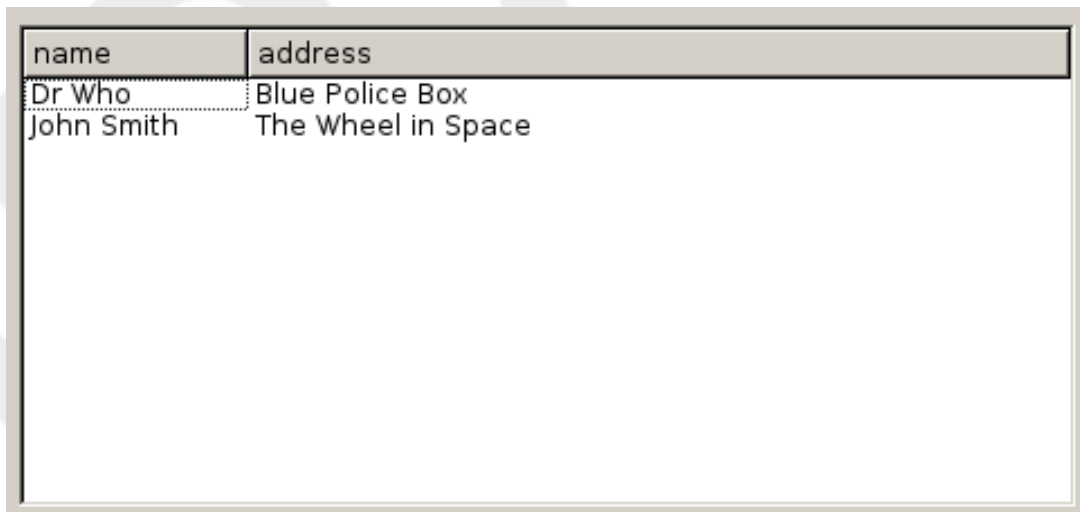 name address
Dr Who Blue Police Box
John Smith The Wheel in Space